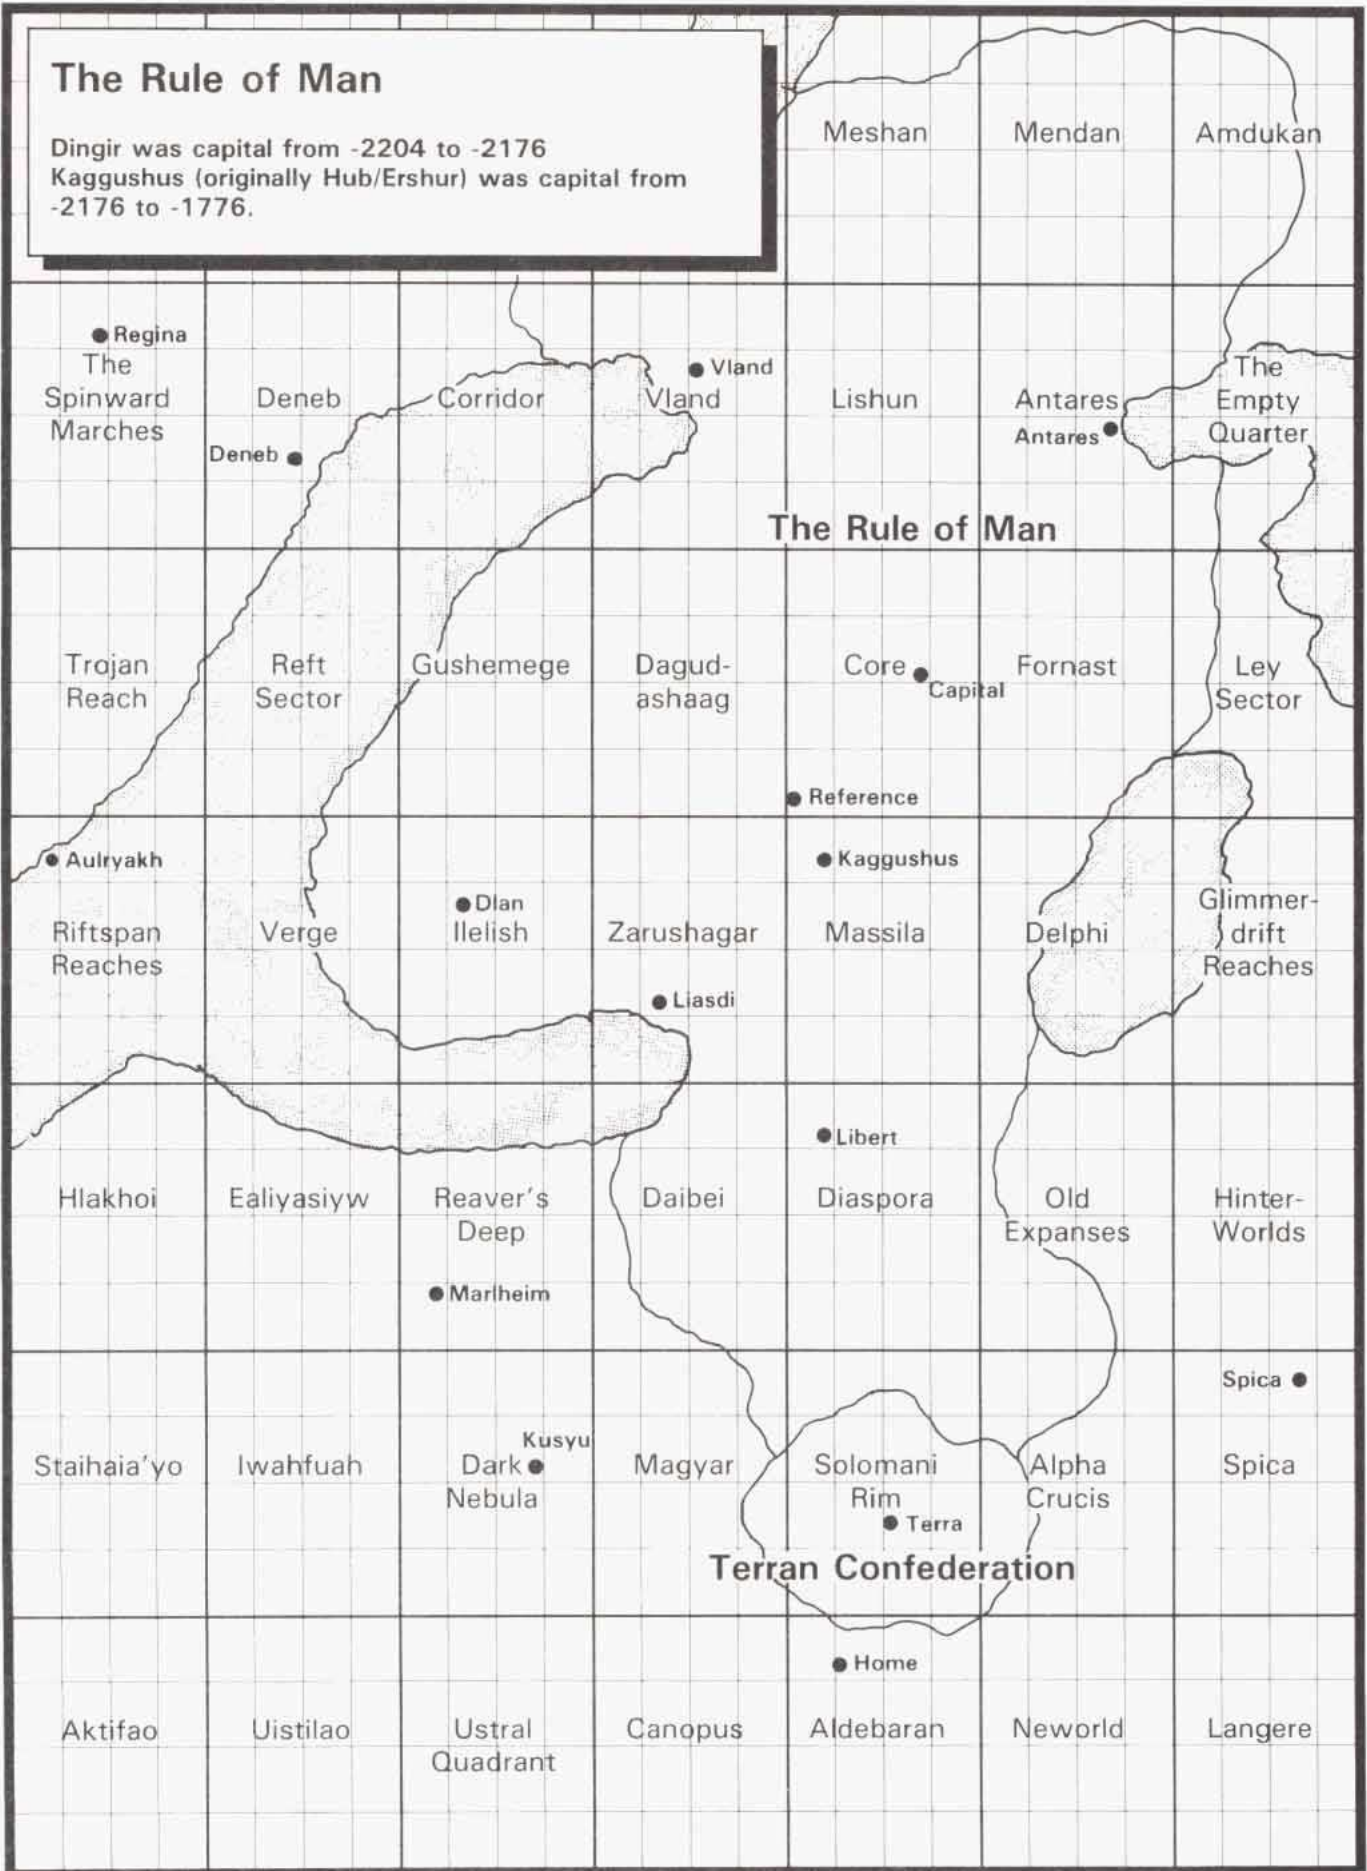 The Rule of Man
Dingir was capital from -2204 to -2176
Kaggushus (originally Hub/Ershur) was capital from
-2176 to -1776.
Meshan
Mendan
Amdukan
Regina
The
Spinward
Marches
Deneb
Deneb
Corridor
Vland
Vland
Lishun
Antares
Antares
The
Empty
Quarter
The Rule of Man
Trojan
Reach
Reft
Sector
Gushemege
Dagud-
ashaag
Core
Capital
Fornast
Ley
Sector
Reference
Aulryakh
Kaggushus
Riftspan
Reaches
Verge
Dlan
Ilelish
Zarushagar
Massila
Delphi
Glimmer-
drift
Reaches
Liasdi
Libert
Hlakhoi
Ealiyasiyw
Reaver's
Deep
Daibei
Diaspora
Old
Expanses
Hinter-
Worlds
Marlheim
Spica
Staihaia'yo
Iwahfuah
Kusyu
Dark
Nebula
Magyar
Solomani
Rim
Terra
Alpha
Crucis
Spica
Terran Confederation
Home
Aktifao
Uistilao
Ustral
Quadrant
Canopus
Aldebaran
Neworld
Langere